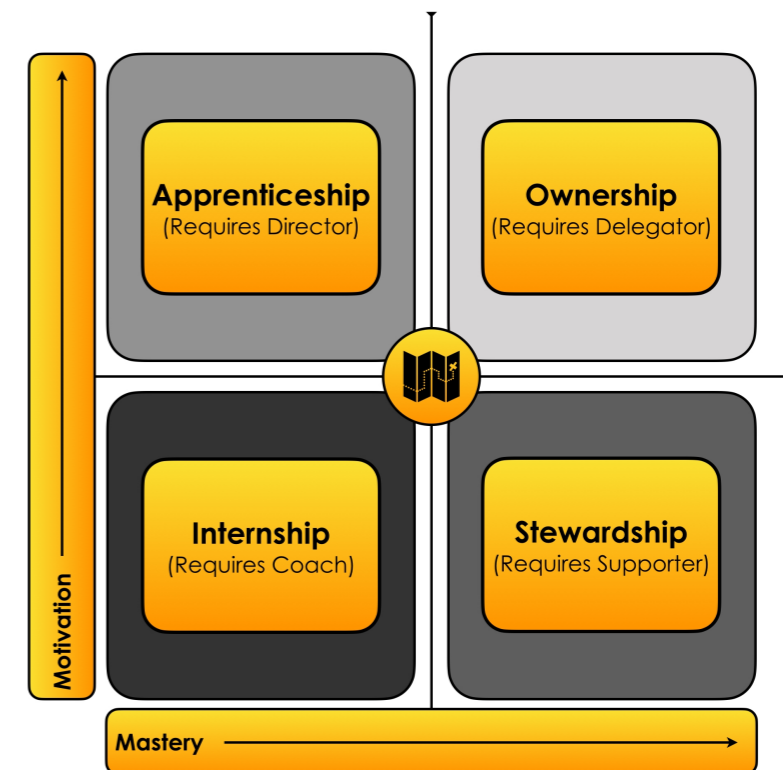 Apprenticeship
(Requires Director)
Ownership
(Requires Delegator)
Internship
(Requires Coach)
Stewardship
(Requires Supporter)
Motivation
Mastery